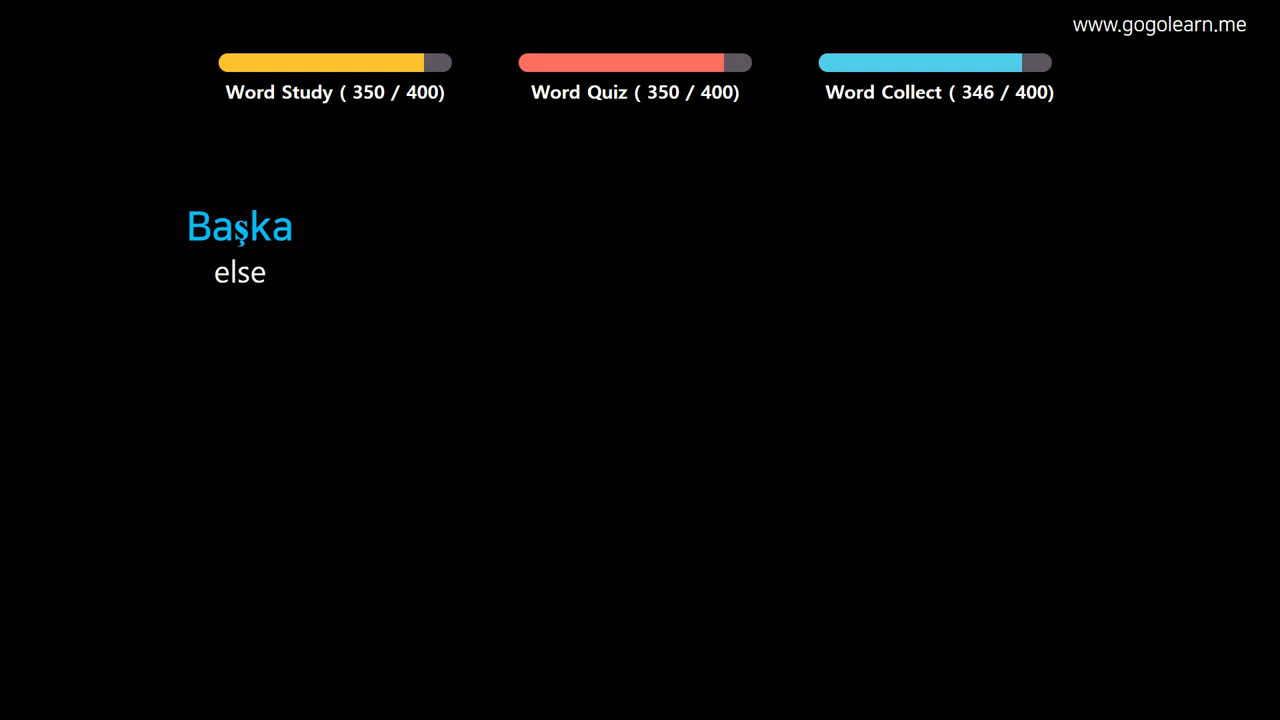 www.gogolearn.me
Word Study ( 350 / 400)
Word Quiz ( 350 / 400)
Word Collect ( 346 / 400)
Başka
else